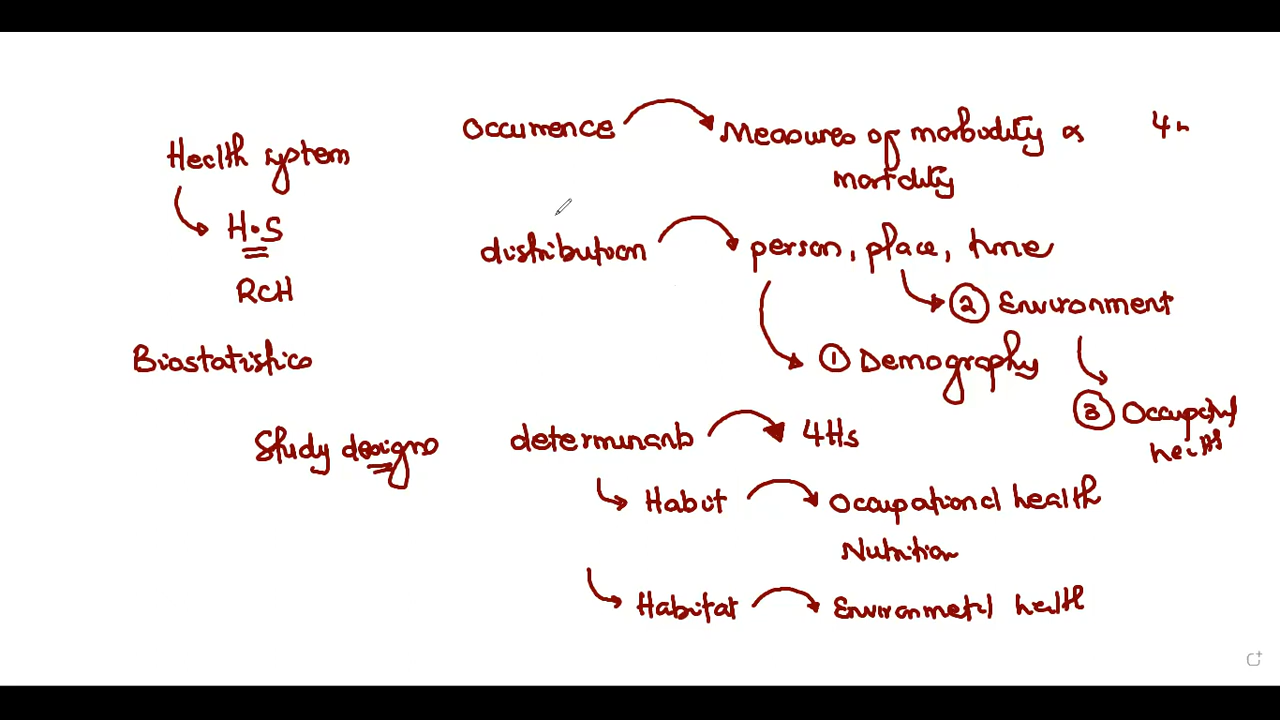 Health system
H.S
RCH
Biostatistics
Study designs
Occurrence
Measures of morbidity &
mortality
distribution
person, place, time
② Environment
① Demography
③ Occupational
health
determinants
4Hs
Habit
Occupational health
Nutrition
Habitat
Environmental health